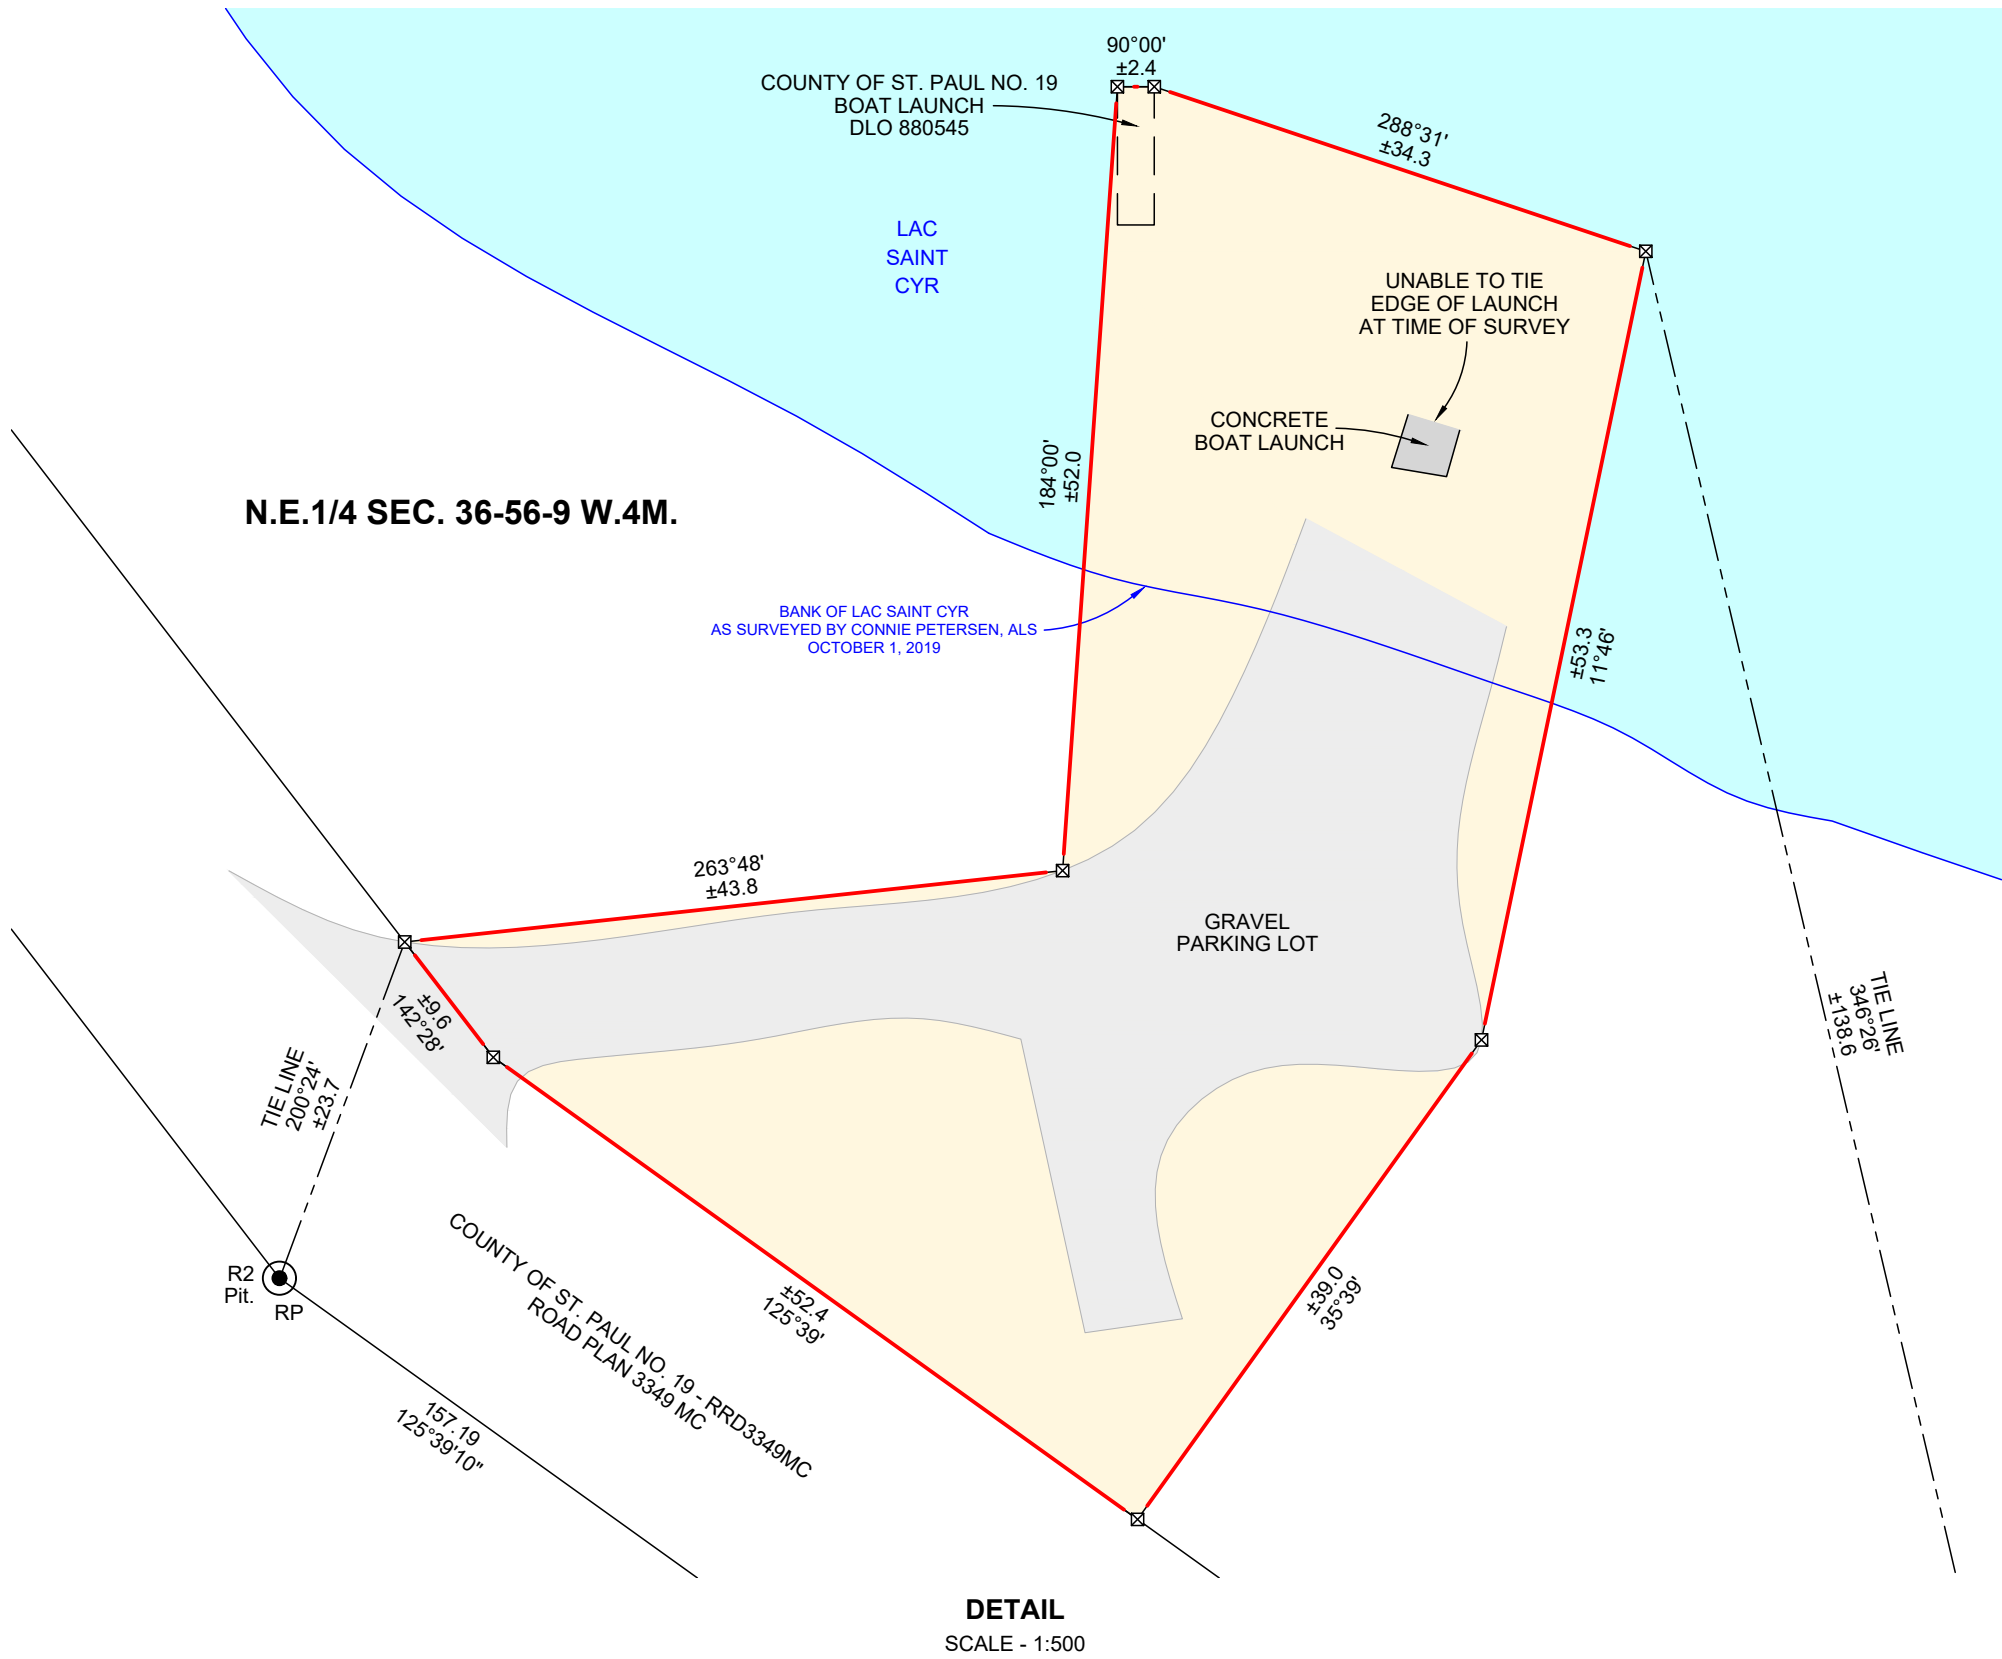 90°00'
±2.4
COUNTY OF ST. PAUL NO. 19
BOAT LAUNCH
DLO 880545
288°31'
±34.3
LAC
SAINT
CYR
UNABLE TO TIE
EDGE OF LAUNCH
AT TIME OF SURVEY
CONCRETE
BOAT LAUNCH
184°00'
±52.0
N.E.1/4 SEC. 36-56-9 W.4M.
BANK OF LAC SAINT CYR
AS SURVEYED BY CONNIE PETERSEN, ALS
OCTOBER 1, 2019
±53.3
11°46'
263°48'
±43.8
GRAVEL
PARKING LOT
±9.6
142°28'
TIE LINE
346°26'
±138.6
TIE LINE
200°24'
±23.7
R2
Pit.
RP
COUNTY OF ST. PAUL NO. 19 - RRD3349MC
ROAD PLAN 3349 MC
±52.4
125°39'
±39.0
35°39'
157.19
125°39'10"
DETAIL
SCALE - 1:500